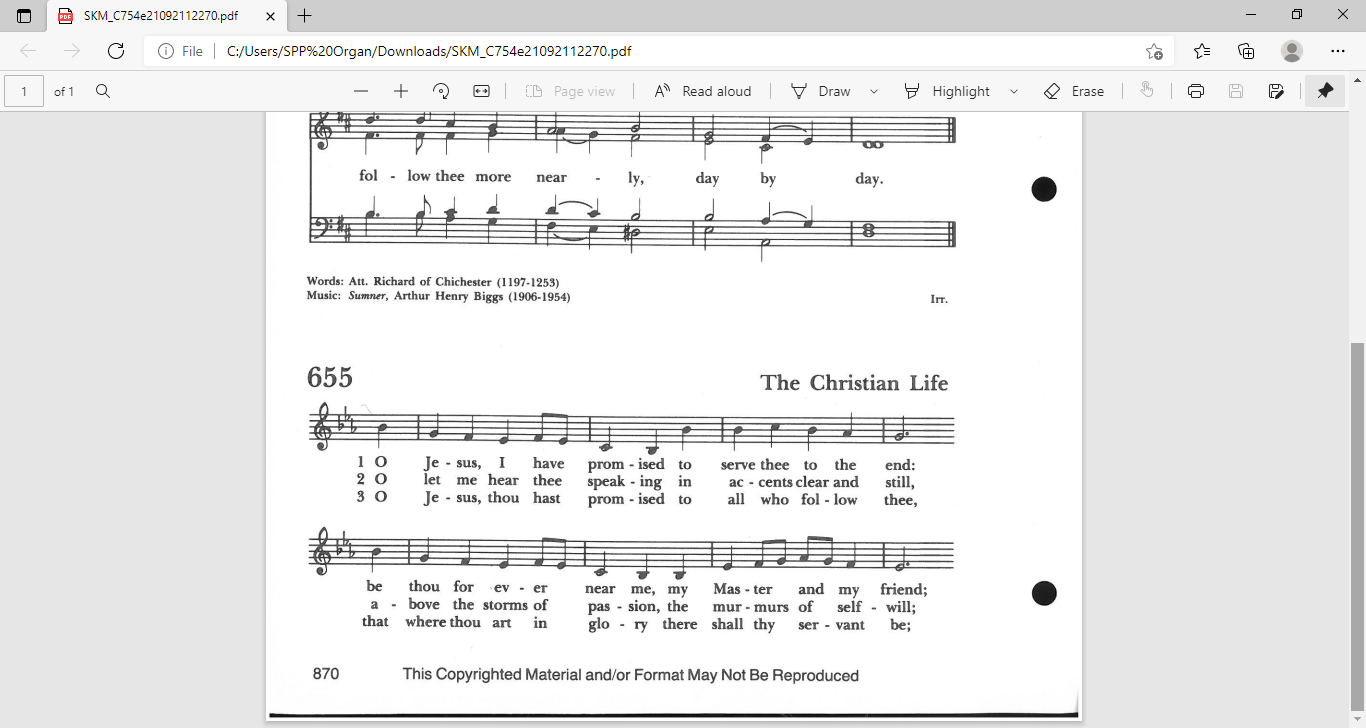 SKM_C754e21092112270.pdf
File C:/Users/SPP%20Organ/Downloads/SKM_C754e21092112270.pdf
1 of 1 Page view Read aloud Draw Highlight Erase
fol - low thee more near - ly, day by day.
Words: Att. Richard of Chichester (1197-1253)
Music: Sumner, Arthur Henry Biggs (1906-1954) Irr.
655 The Christian Life
1 O Je - sus, I have prom - ised to serve thee to the end:
2 O let me hear thee speak - ing in ac - cents clear and still,
3 O Je - sus, thou hast prom - ised to all who fol - low thee,
be thou for ev - er near me, my Mas - ter and my friend;
a - bove the storms of pas - sion, the mur - murs of self - will;
that where thou art in glo - ry there shall thy ser - vant be;
870 This Copyrighted Material and/or Format May Not Be Reproduced